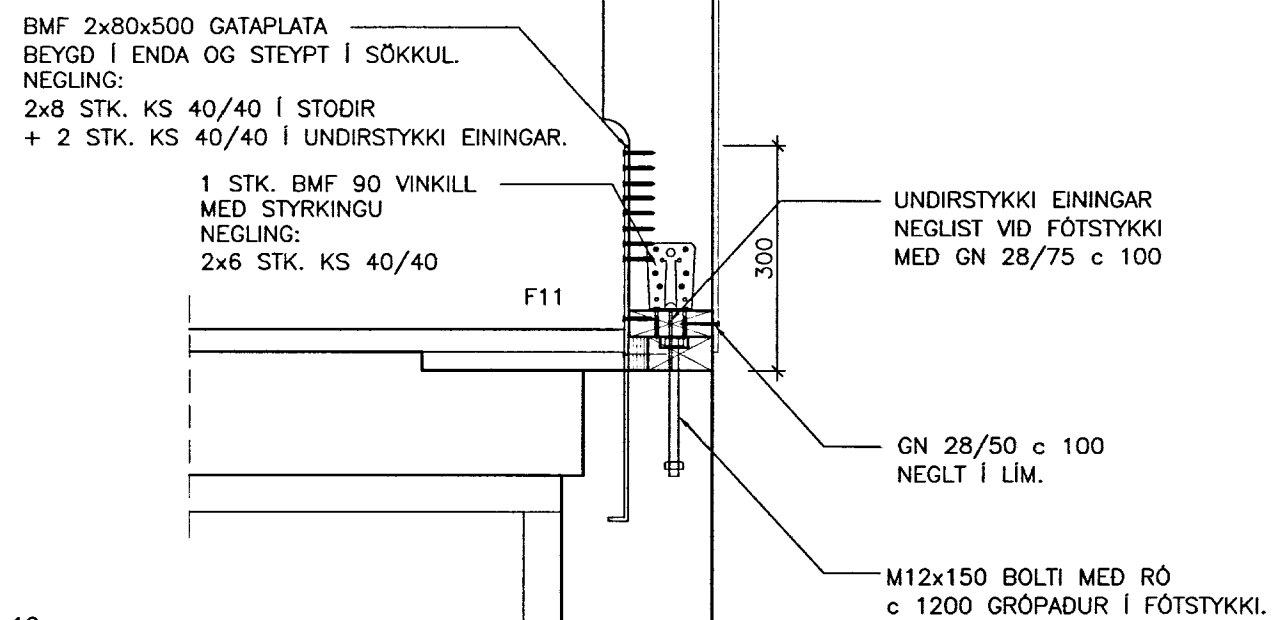 BMF 2x80x500 GATAPLATA
BEYGÐ Í ENDA OG STEYPT Í SÖKKUL.
NEGLING:
2x8 STK. KS 40/40 Í STOÐIR
+ 2 STK. KS 40/40 Í UNDIRSTYKKI EININGAR.
1 STK. BMF 90 VINKILL
MEÐ STYRKINGU
NEGLING:
2x6 STK. KS 40/40
F11
300
UNDIRSTYKKI EININGAR
NEGLIST VIÐ FÓTSTYKKI
MEÐ GN 28/75 c 100
GN 28/50 c 100
NEGLT Í LÍM.
M12x150 BOLTI MEÐ RÓ
c 1200 GRÓPAÐUR Í FÓTSTYKKI.